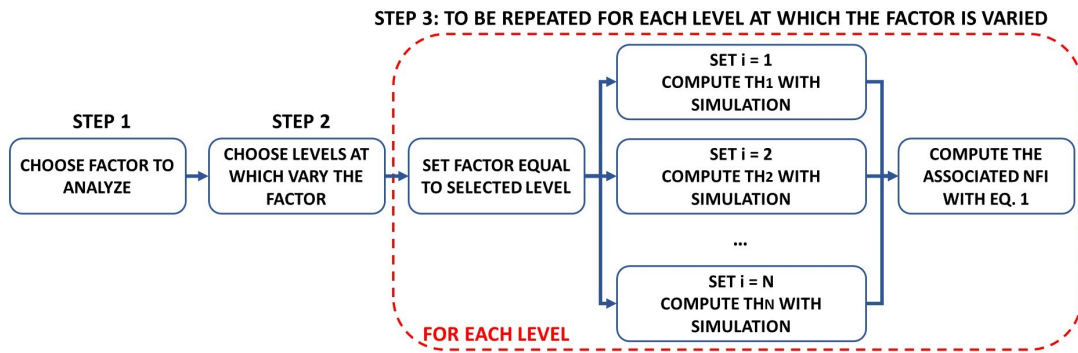 STEP 3: TO BE REPEATED FOR EACH LEVEL AT WHICH THE FACTOR IS VARIED
STEP 1
CHOOSE FACTOR TO
ANALYZE
STEP 2
CHOOSE LEVELS AT
WHICH VARY THE
FACTOR
SET FACTOR EQUAL
TO SELECTED LEVEL
SET i = 1
COMPUTE TH1 WITH
SIMULATION
SET i = 2
COMPUTE TH2 WITH
SIMULATION
...
SET i = N
COMPUTE THN WITH
SIMULATION
COMPUTE THE
ASSOCIATED NFI
WITH EQ. 1
FOR EACH LEVEL